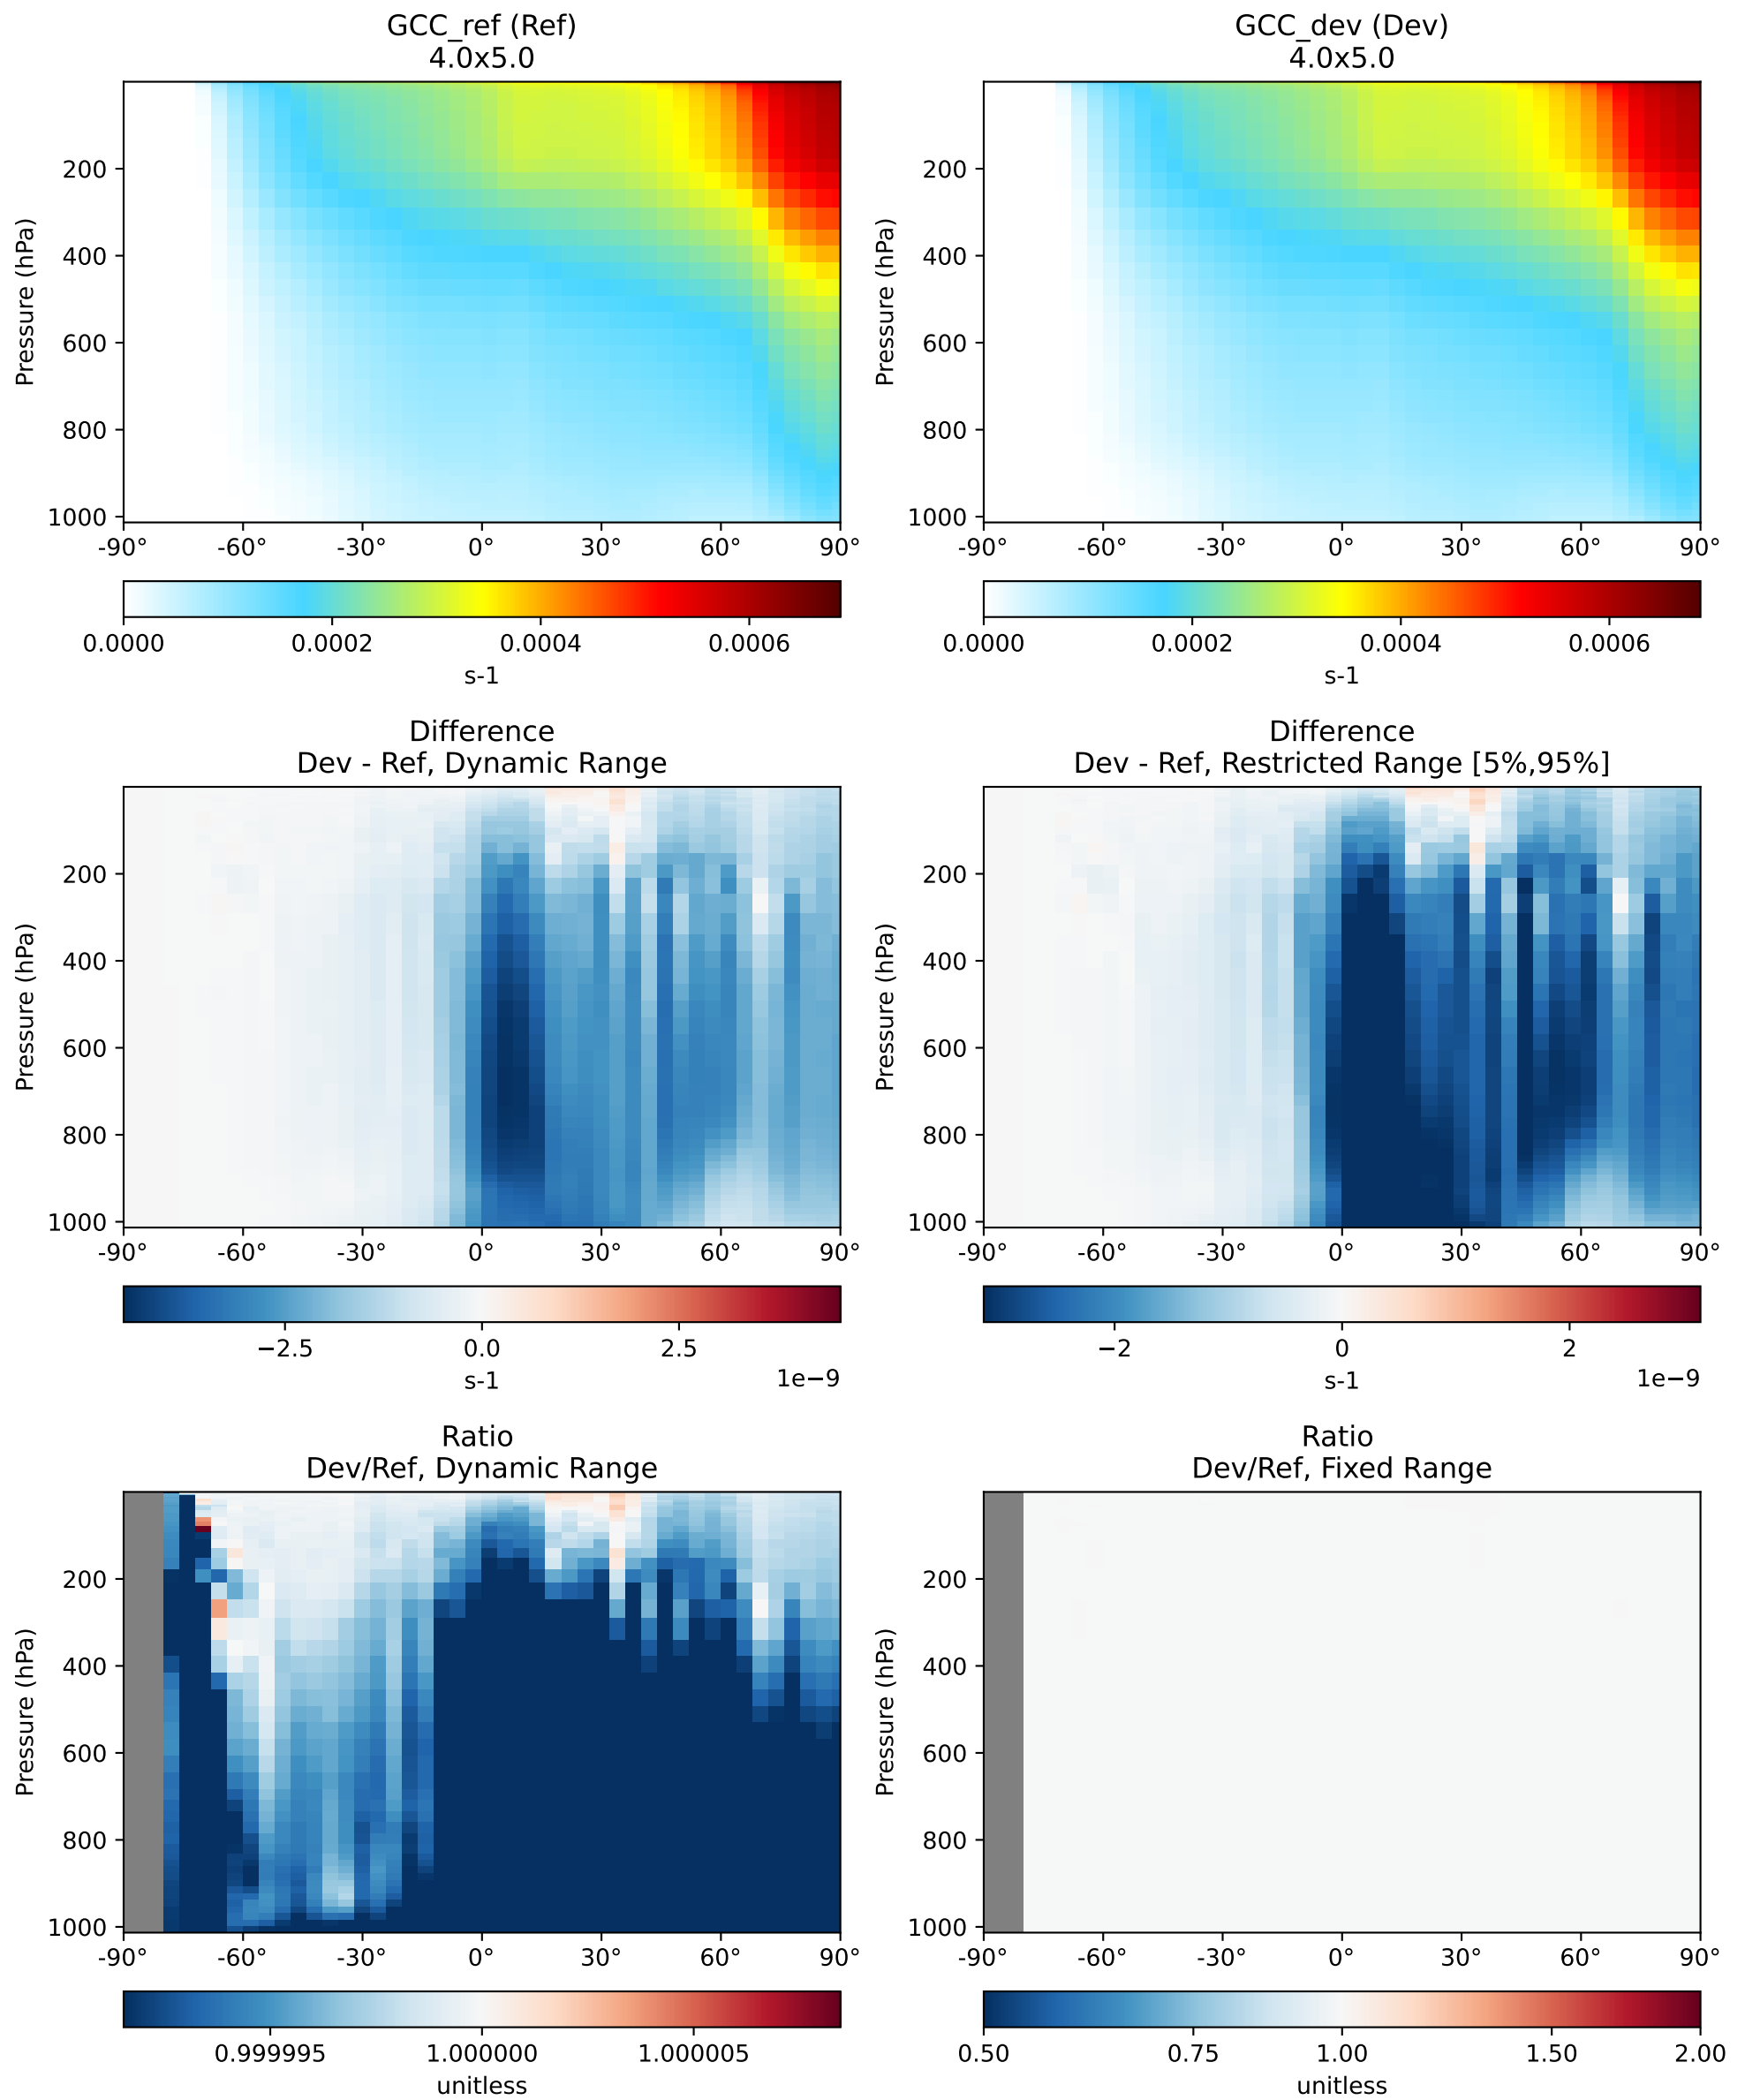 GCC_ref (Ref)
4.0x5.0
GCC_dev (Dev)
4.0x5.0
Pressure (hPa)
200
400
600
800
1000
-90° -60° -30° 0° 30° 60° 90°
0.0000 0.0002 0.0004 0.0006
s-1
Pressure (hPa)
200
400
600
800
1000
-90° -60° -30° 0° 30° 60° 90°
0.0000 0.0002 0.0004 0.0006
s-1
Difference
Dev - Ref, Dynamic Range
Pressure (hPa)
200
400
600
800
1000
-90° -60° -30° 0° 30° 60° 90°
−2.5 0.0 2.5
s-1
1e−9
Difference
Dev - Ref, Restricted Range [5%,95%]
Pressure (hPa)
200
400
600
800
1000
-90° -60° -30° 0° 30° 60° 90°
−2 0 2
s-1
1e−9
Ratio
Dev/Ref, Dynamic Range
Pressure (hPa)
200
400
600
800
1000
-90° -60° -30° 0° 30° 60° 90°
0.999995 1.000000 1.000005
unitless
Ratio
Dev/Ref, Fixed Range
Pressure (hPa)
200
400
600
800
1000
-90° -60° -30° 0° 30° 60° 90°
0.50 0.75 1.00 1.50 2.00
unitless